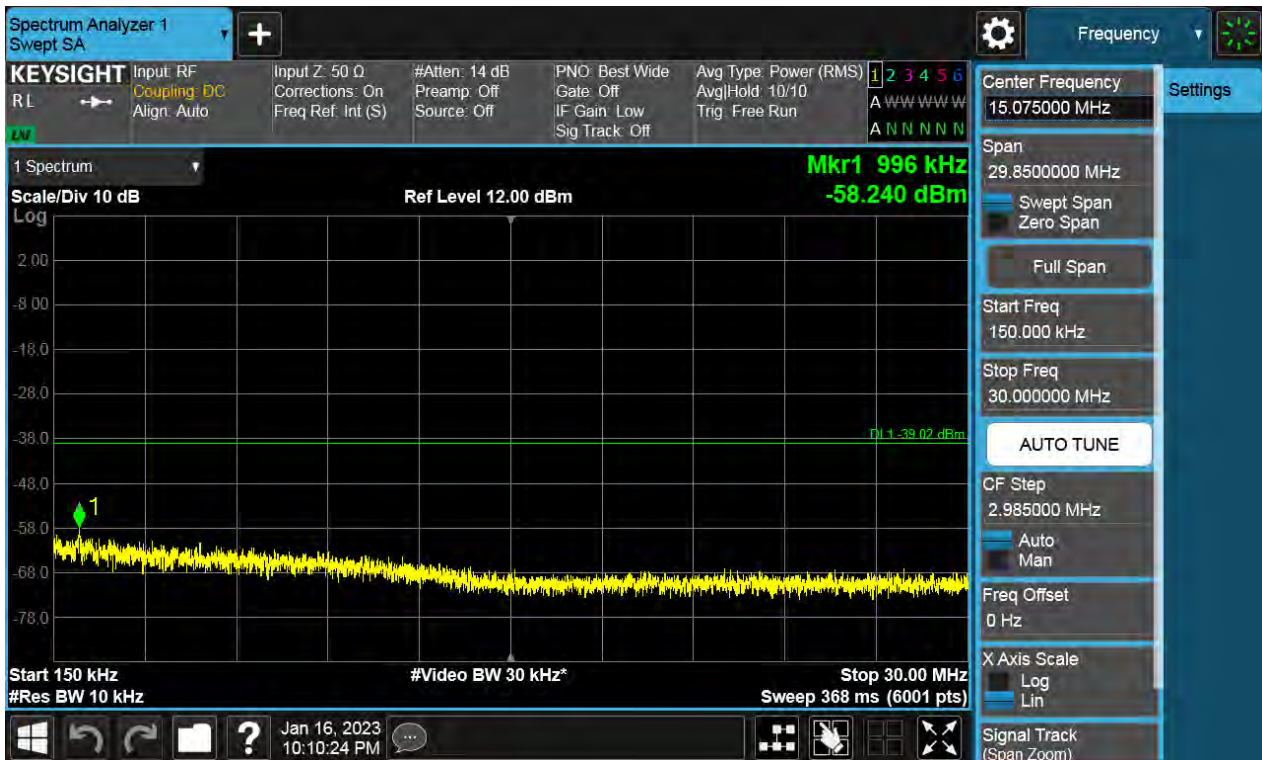 Spectrum Analyzer 1
Swept SA
+
Frequency
KEYSIGHT
RL
LNI
Input: RF
Coupling: DC
Align: Auto
Input Z: 50 Ω
Corrections: On
Freq Ref: Int (S)
#Atten: 14 dB
Preamp: Off
Source: Off
PNO: Best Wide
Gate: Off
IF Gain: Low
Sig Track: Off
Avg Type: Power (RMS)
Avg|Hold: 10/10
Trig: Free Run
1 2 3 4 5 6
A W W W W W
A N N N N N
1 Spectrum
Scale/Div 10 dB
Ref Level 12.00 dBm
Mkr1 996 kHz
-58.240 dBm
Log
2.00
-8.00
-18.0
-28.0
-38.0
-48.0
-58.0
-68.0
-78.0
DL1 -39.02 dBm
1
Start 150 kHz
#Video BW 30 kHz*
Stop 30.00 MHz
#Res BW 10 kHz
Sweep 368 ms (6001 pts)
Center Frequency
15.075000 MHz
Settings
Span
29.8500000 MHz
Swept Span
Zero Span
Full Span
Start Freq
150.000 kHz
Stop Freq
30.000000 MHz
AUTO TUNE
CF Step
2.985000 MHz
Auto
Man
Freq Offset
0 Hz
X Axis Scale
Log
Lin
Signal Track
(Span Zoom)
?
Jan 16, 2023
10:10:24 PM